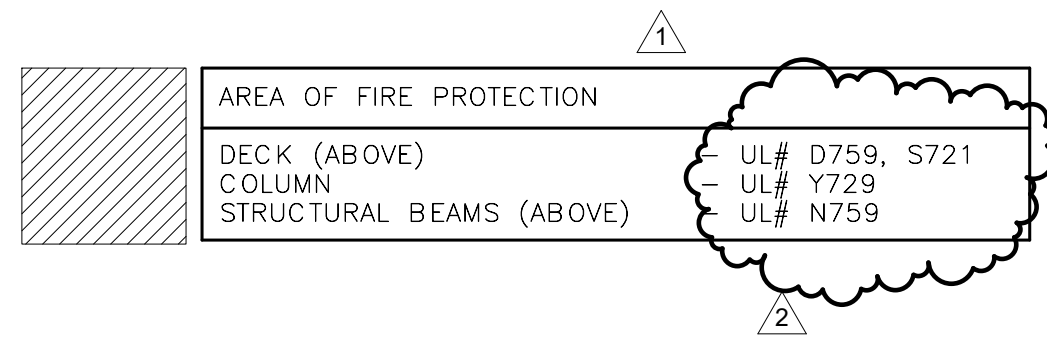 1
AREA OF FIRE PROTECTION
DECK (ABOVE) - UL# D759, S721
COLUMN - UL# Y729
STRUCTURAL BEAMS (ABOVE) - UL# N759
2